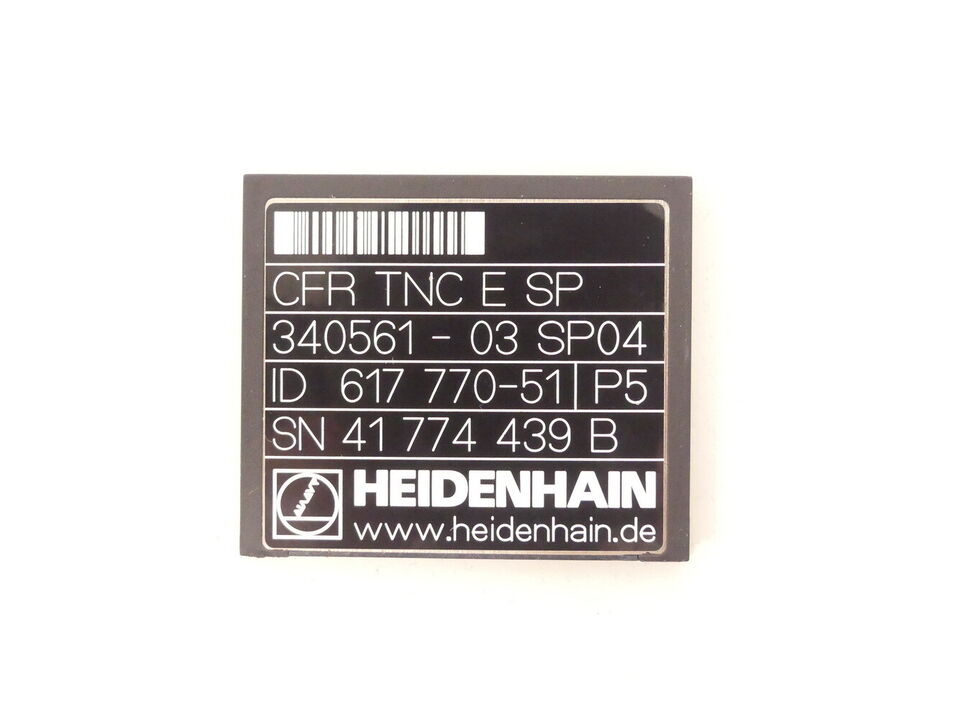 CFR TNC E SP
340561 - 03 SP04
ID 617 770-51 | P5
SN 41 774 439 B
HEIDENHAIN
www.heidenhain.de